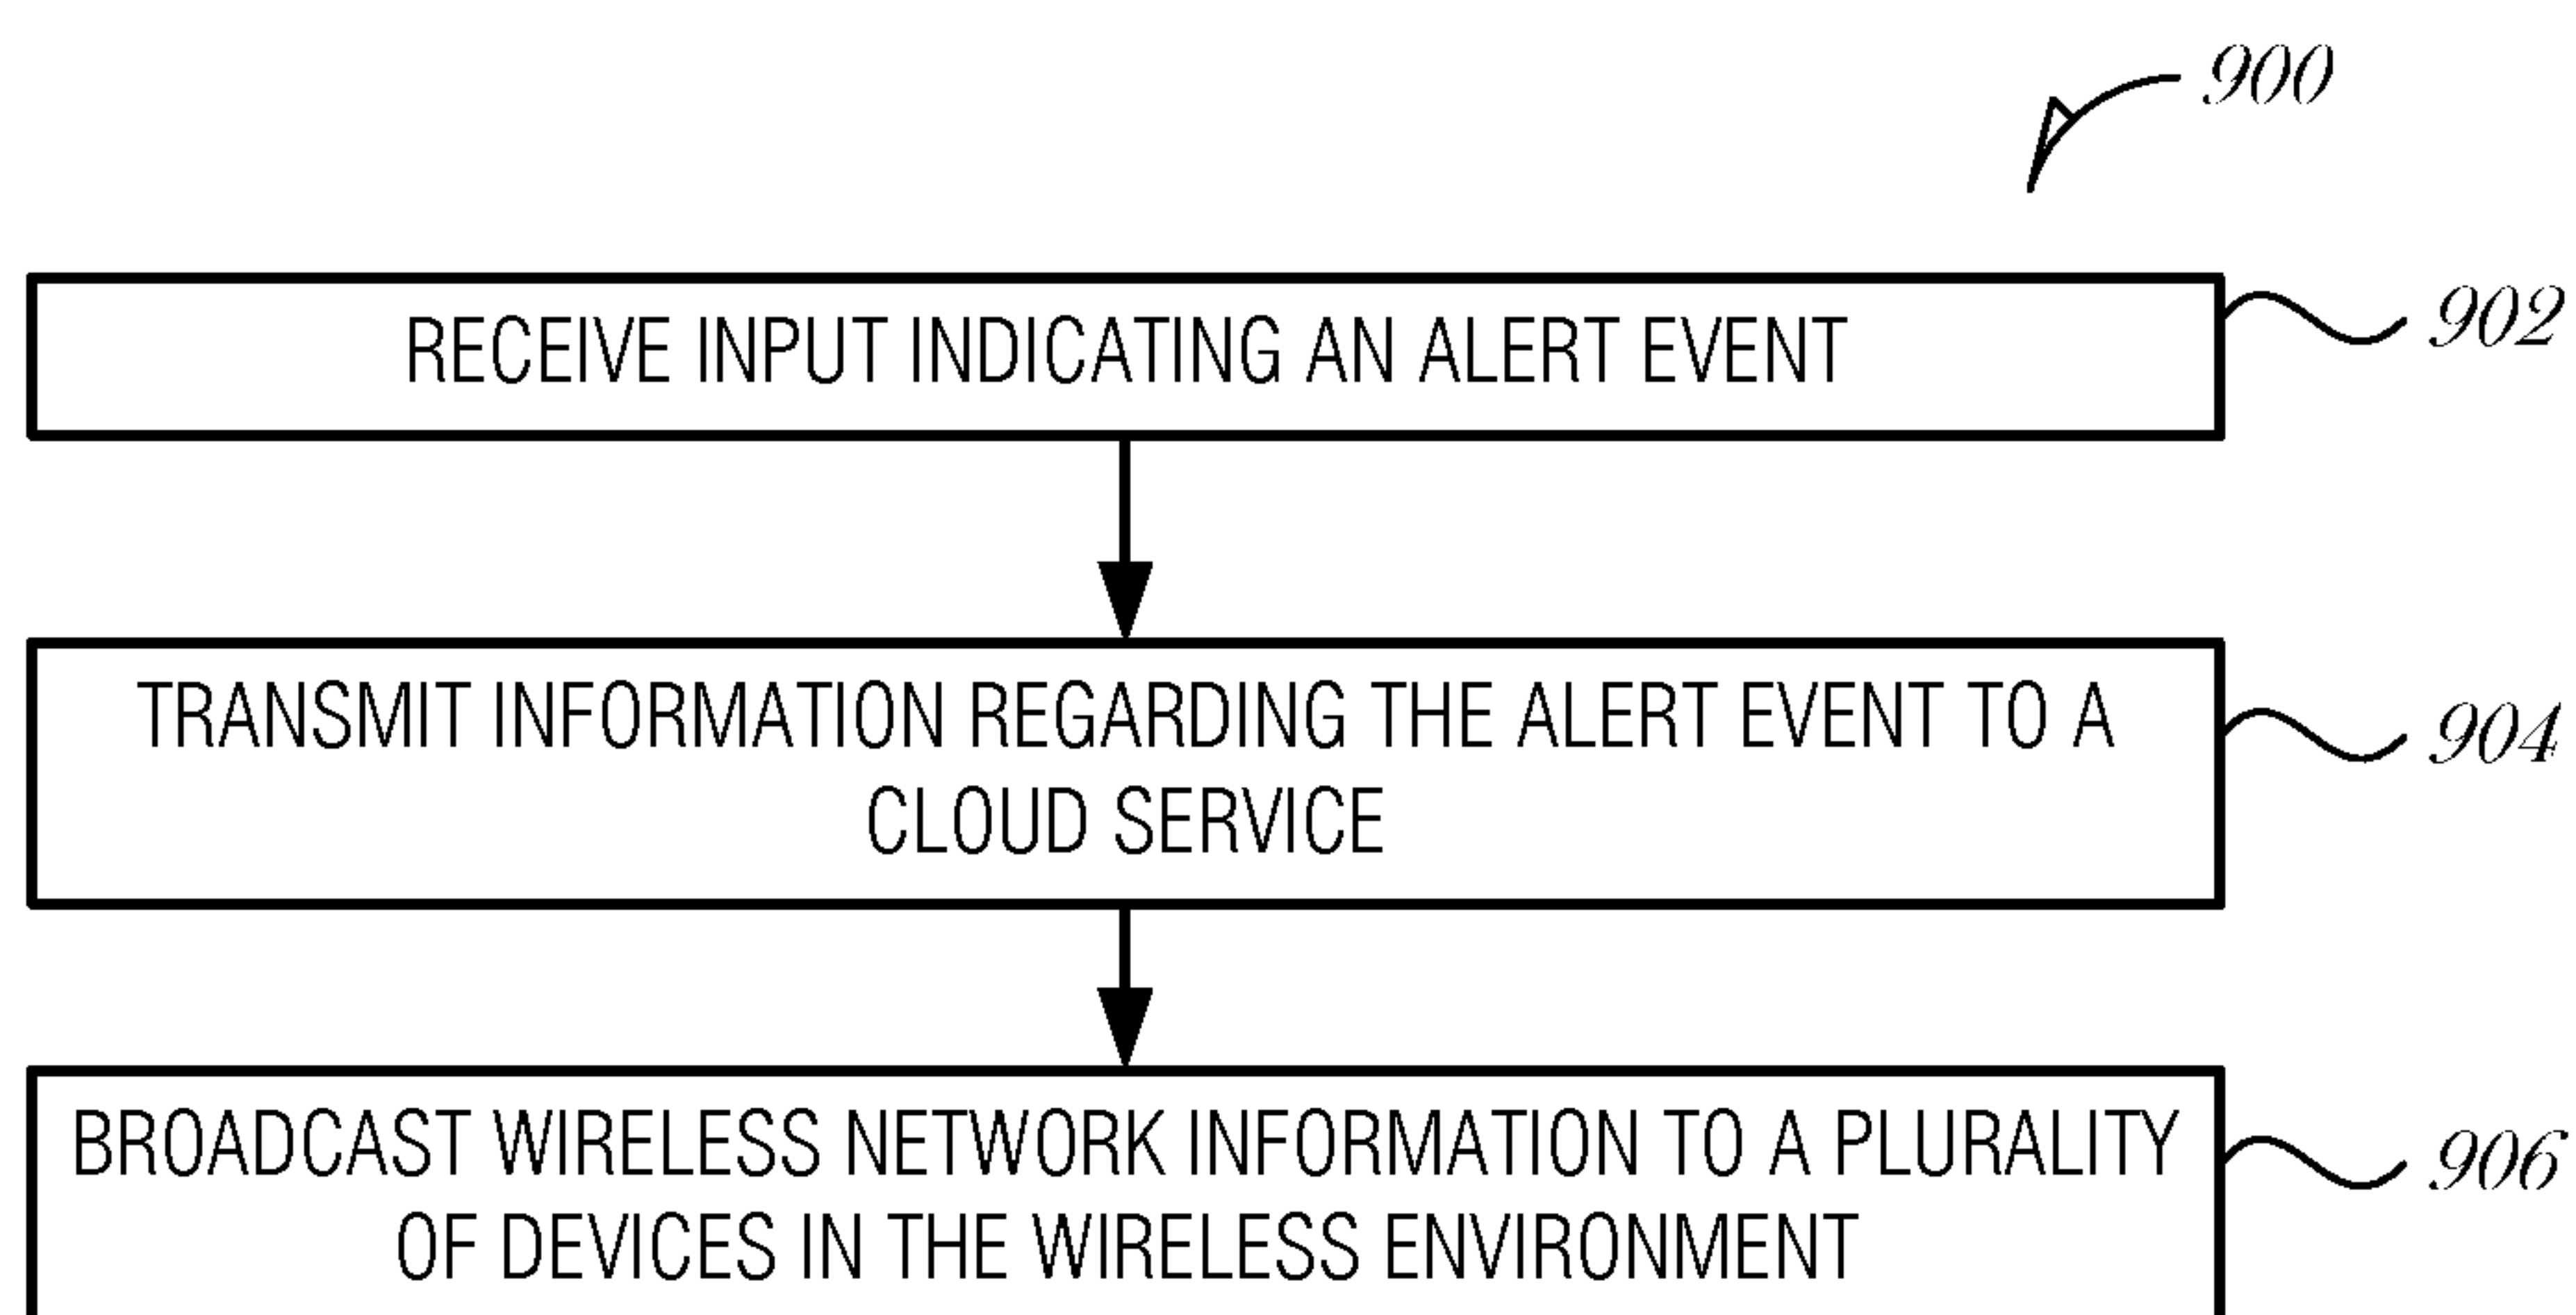 900
RECEIVE INPUT INDICATING AN ALERT EVENT
902
TRANSMIT INFORMATION REGARDING THE ALERT EVENT TO A
CLOUD SERVICE
904
BROADCAST WIRELESS NETWORK INFORMATION TO A PLURALITY
OF DEVICES IN THE WIRELESS ENVIRONMENT
906